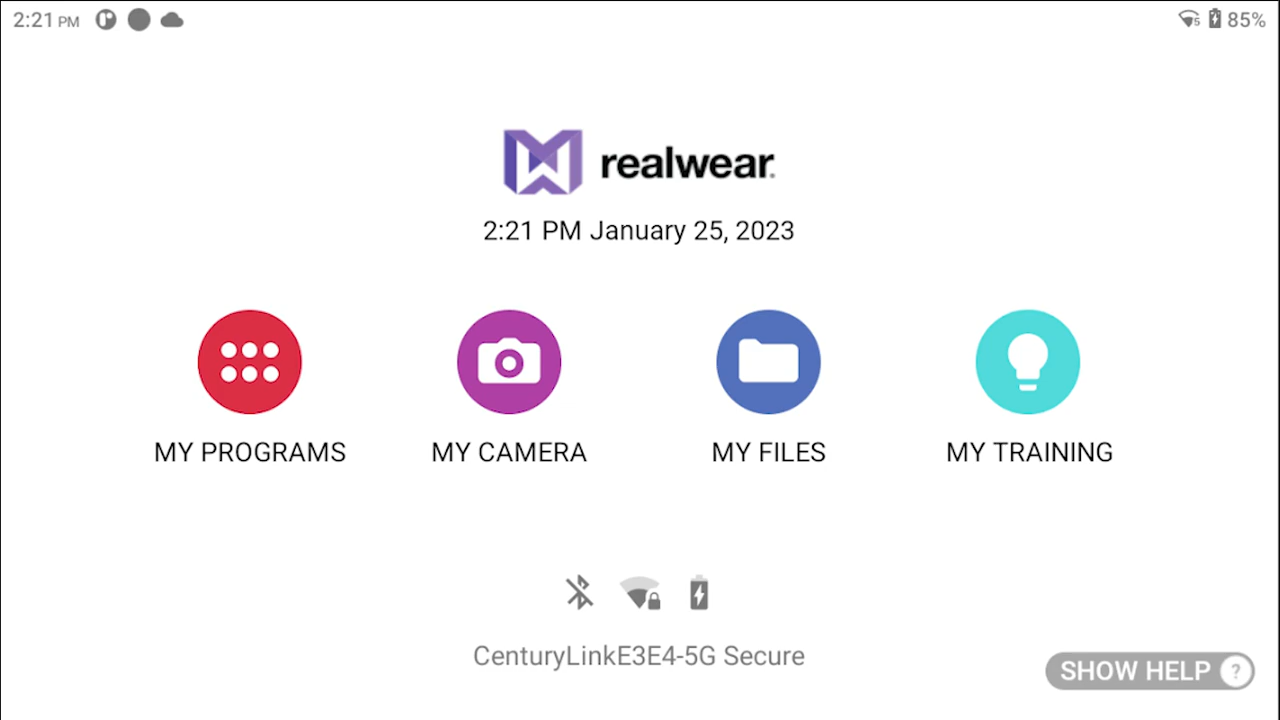 2:21 PM
5 85%
realwear
2:21 PM January 25, 2023
MY PROGRAMS
MY CAMERA
MY FILES
MY TRAINING
CenturyLinkE3E4-5G Secure
SHOW HELP ?